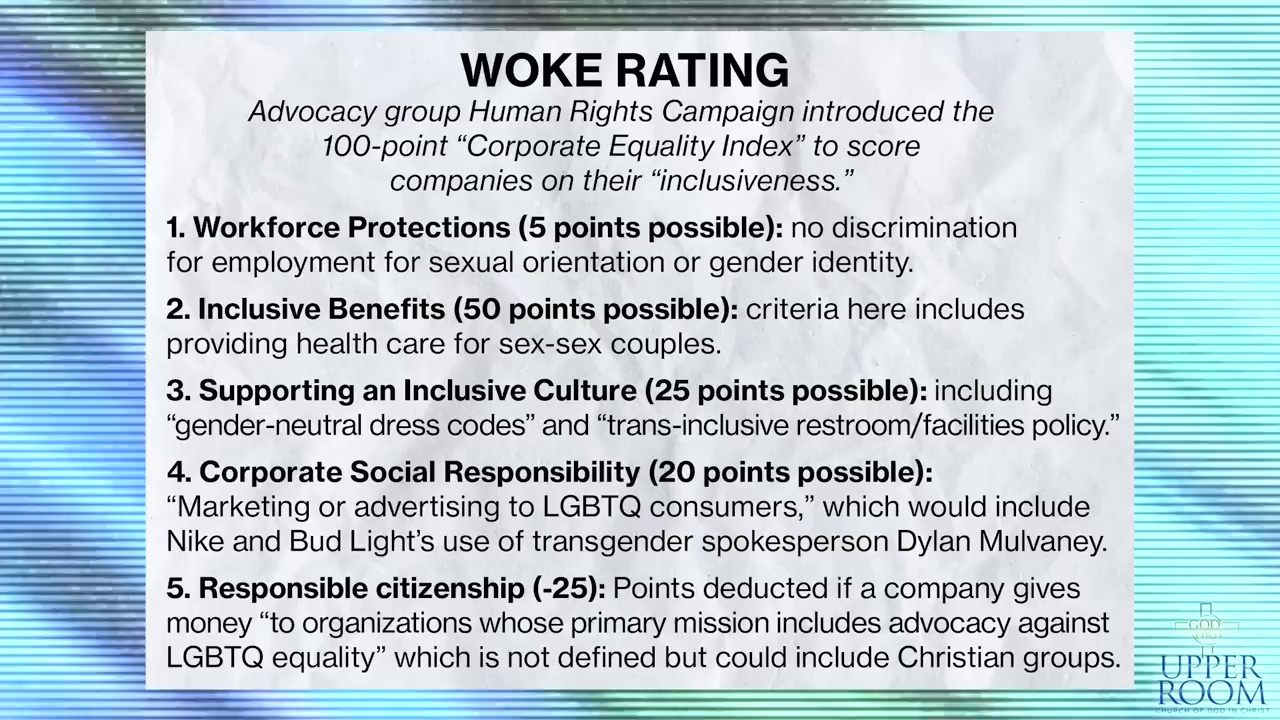 WOKE RATING
Advocacy group Human Rights Campaign introduced the
100-point “Corporate Equality Index” to score
companies on their “inclusiveness.”
1. Workforce Protections (5 points possible): no discrimination
for employment for sexual orientation or gender identity.
2. Inclusive Benefits (50 points possible): criteria here includes
providing health care for sex-sex couples.
3. Supporting an Inclusive Culture (25 points possible): including
“gender-neutral dress codes” and “trans-inclusive restroom/facilities policy.”
4. Corporate Social Responsibility (20 points possible):
“Marketing or advertising to LGBTQ consumers,” which would include
Nike and Bud Light’s use of transgender spokesperson Dylan Mulvaney.
5. Responsible citizenship (-25): Points deducted if a company gives
money “to organizations whose primary mission includes advocacy against
LGBTQ equality” which is not defined but could include Christian groups.
GOD
FIRST
UPPER
ROOM
CHURCH OF GOD IN CHRIST